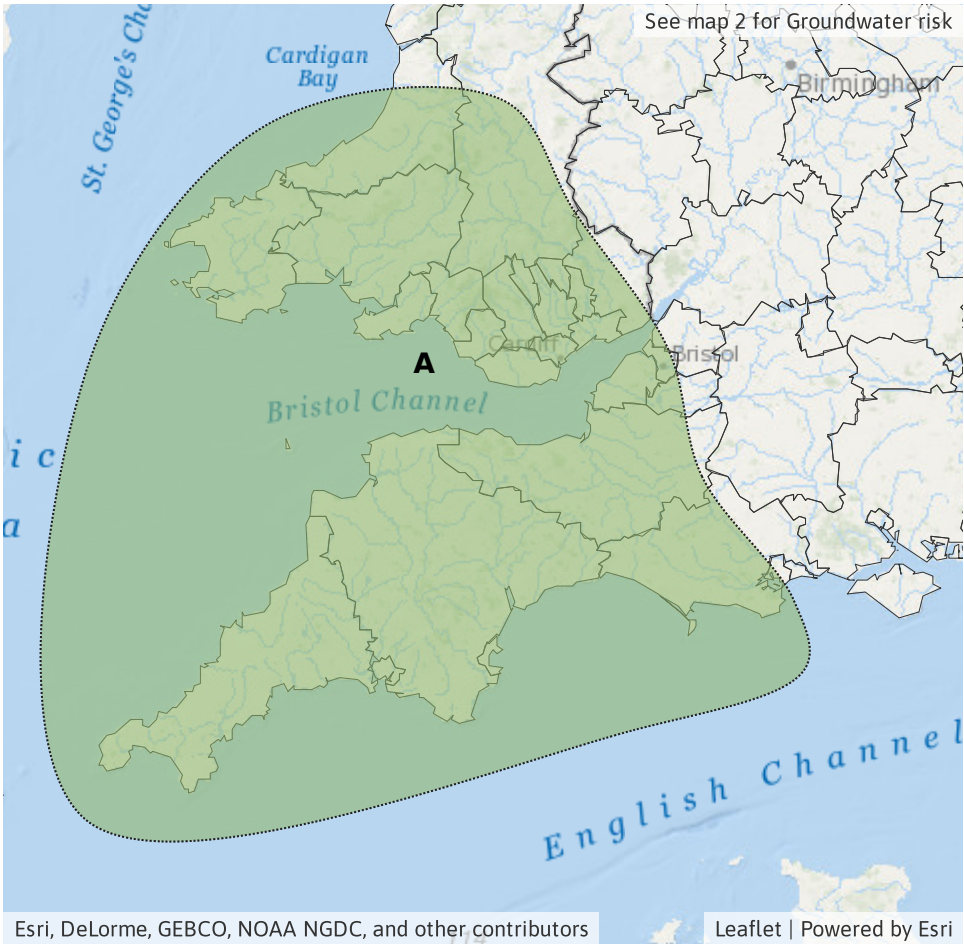 See map 2 for Groundwater risk
St. George's Cha
Cardigan
Bay
Birmingham
Cardiff
Bristol
A
Bristol Channel
i c
a
English Channel
Esri, DeLorme, GEBCO, NOAA NGDC, and other contributors
Leaflet | Powered by Esri